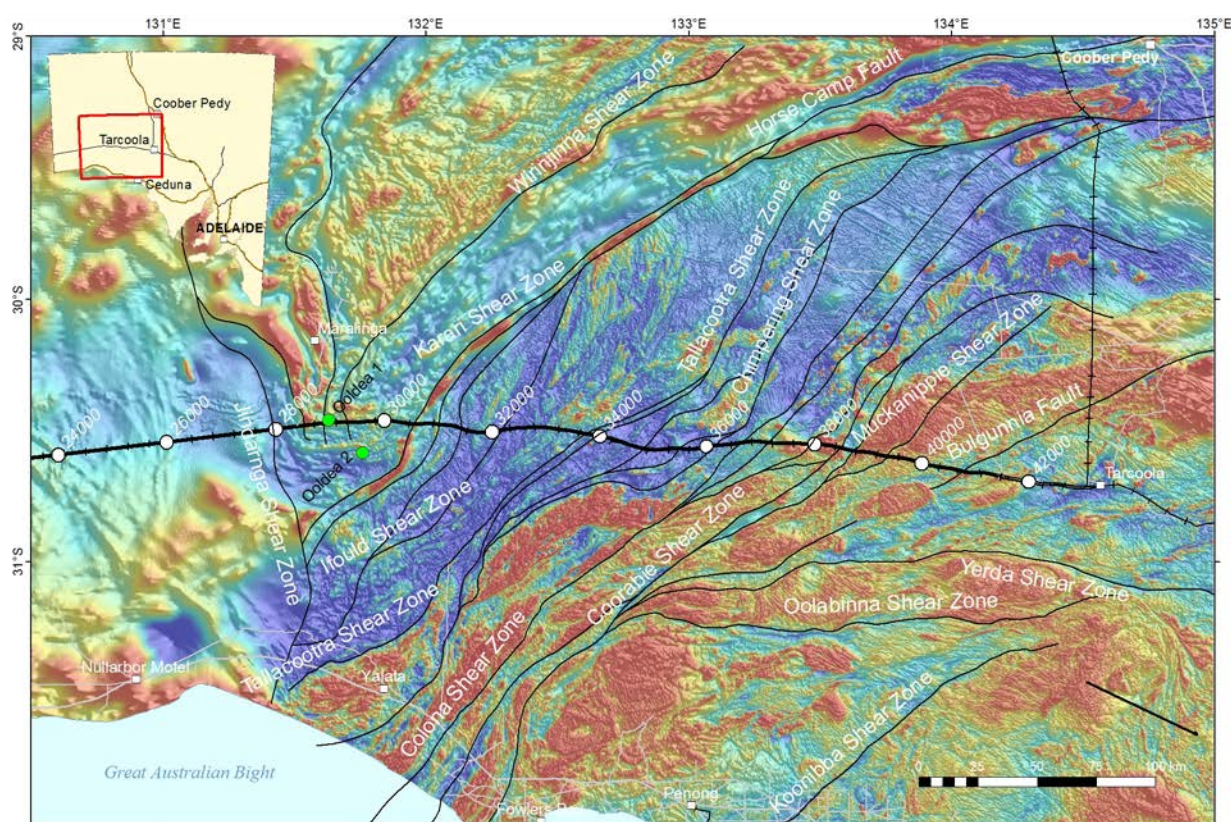 131°E
132°E
133°E
134°E
135°E
29°S
30°S
31°S
Coober Pedy
Tarcoola
Ceduna
ADELAIDE
Coober Pedy
Winjinna Shear Zone
Horse Camp Fault
Karari Shear Zone
Tallacootra Shear Zone
Chimpering Shear Zone
Maralinga
Ooldea 1
Ooldea 2
24000
26000
28000
30000
32000
34000
36000
38000
40000
42000
Muckanippie Shear Zone
Bulgunnia Fault
Tarcoola
Jindarnga Shear Zone
Ifould Shear Zone
Tallacootra Shear Zone
Coorabie Shear Zone
Colona Shear Zone
Yerda Shear Zone
Oolabinna Shear Zone
Koonibba Shear Zone
Nullarbor Motel
Yalata
Great Australian Bight
Penong
Fowlers
0 25 50 75 100 km